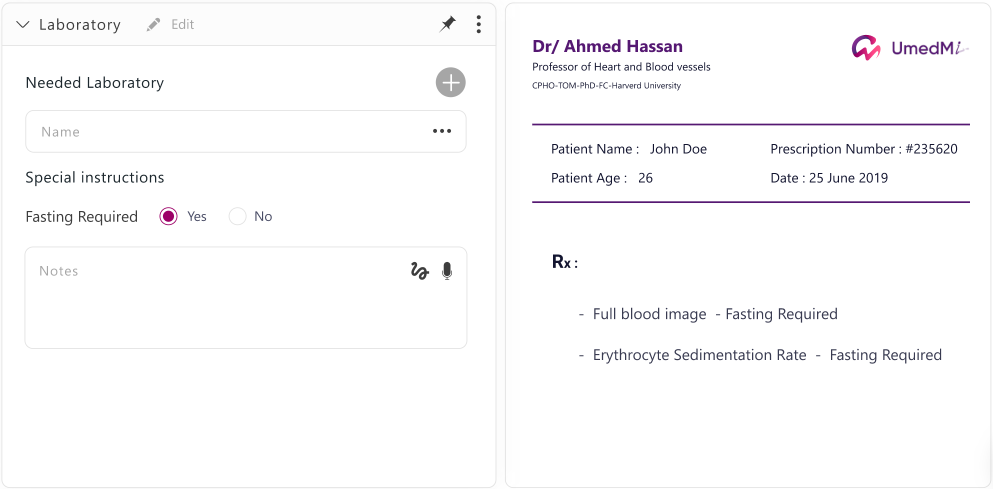 Laboratory
Edit
Needed Laboratory
Name
Special instructions
Fasting Required Yes No
Notes
Dr/ Ahmed Hassan
UmedMi
Professor of Heart and Blood vessels
CPHO-TOM-PhD-FC-Harverd University
Patient Name : John Doe
Prescription Number : #235620
Patient Age : 26
Date : 25 June 2019
Rx :
- Full blood image - Fasting Required
- Erythrocyte Sedimentation Rate - Fasting Required